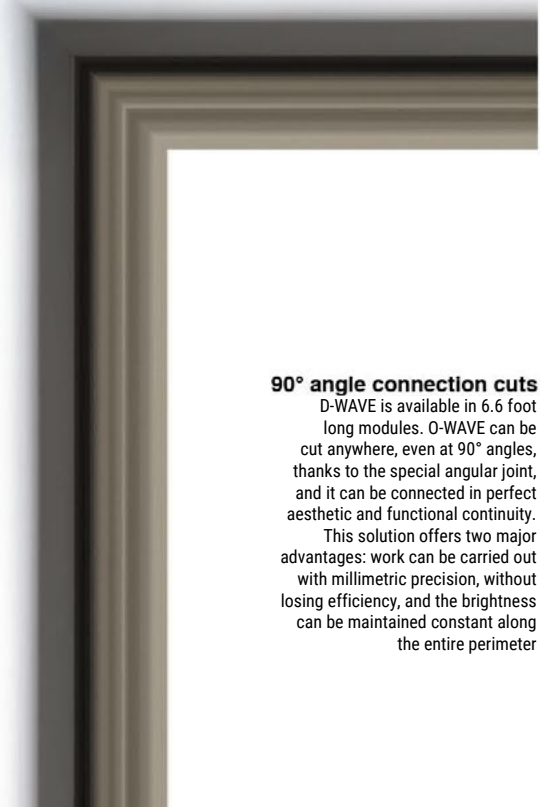 90° angle connection cuts
D-WAVE is available in 6.6 foot
long modules. O-WAVE can be
cut anywhere, even at 90° angles,
thanks to the special angular joint,
and it can be connected in perfect
aesthetic and functional continuity.
This solution offers two major
advantages: work can be carried out
with millimetric precision, without
losing efficiency, and the brightness
can be maintained constant along
the entire perimeter